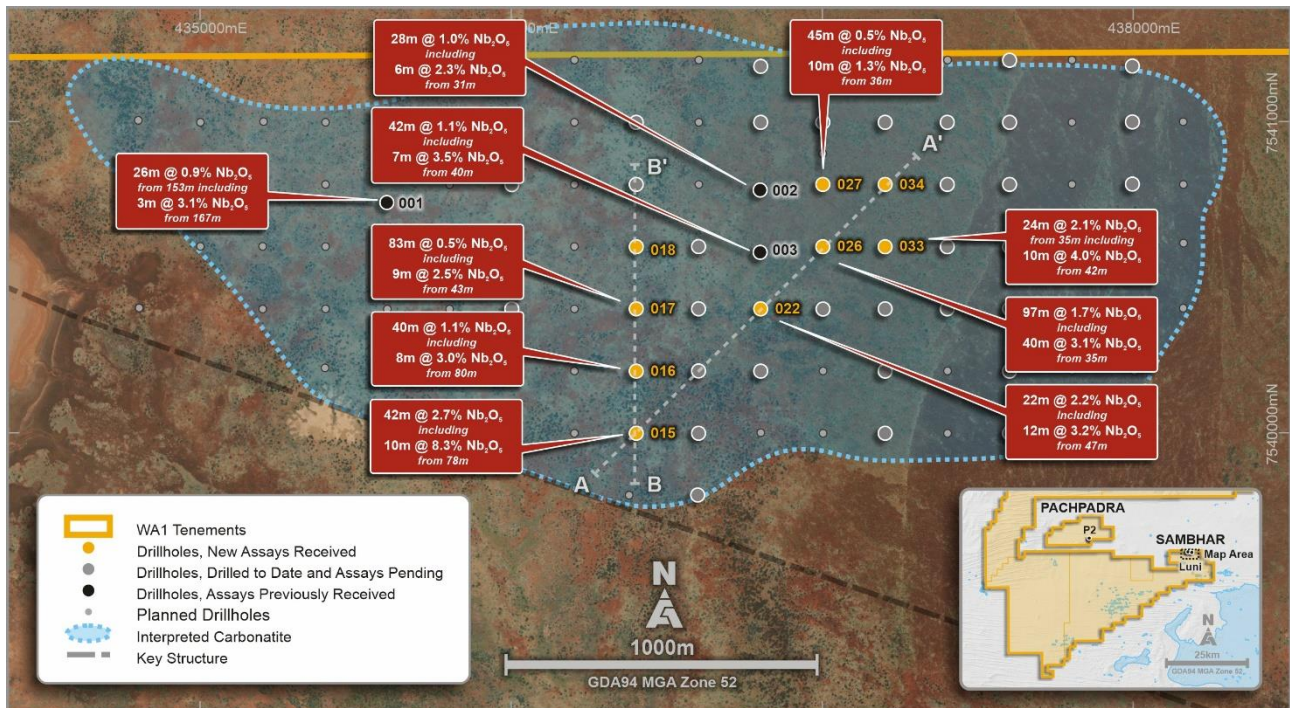 435000mE
438000mE
7541000mN
7540000mN
28m @ 1.0% Nb₂O₅
including
6m @ 2.3% Nb₂O₅
from 31m
45m @ 0.5% Nb₂O₅
including
10m @ 1.3% Nb₂O₅
from 36m
42m @ 1.1% Nb₂O₅
including
7m @ 3.5% Nb₂O₅
from 40m
26m @ 0.9% Nb₂O₅
from 153m including
3m @ 3.1% Nb₂O₅
from 167m
83m @ 0.5% Nb₂O₅
including
9m @ 2.5% Nb₂O₅
from 43m
40m @ 1.1% Nb₂O₅
including
8m @ 3.0% Nb₂O₅
from 80m
42m @ 2.7% Nb₂O₅
including
10m @ 8.3% Nb₂O₅
from 78m
24m @ 2.1% Nb₂O₅
from 35m including
10m @ 4.0% Nb₂O₅
from 42m
97m @ 1.7% Nb₂O₅
including
40m @ 3.1% Nb₂O₅
from 35m
22m @ 2.2% Nb₂O₅
including
12m @ 3.2% Nb₂O₅
from 47m
B'
A'
001
002
027
034
018
003
026
033
017
022
016
015
A
B
WA1 Tenements
Drillholes, New Assays Received
Drillholes, Drilled to Date and Assays Pending
Drillholes, Assays Previously Received
Planned Drillholes
Interpreted Carbonatite
Key Structure
N
1000m
GDA94 MGA Zone 52
PACHPADRA
P2
SAMBHAR
Map Area
Luni
N
25km
GDA94 MGA Zone 52